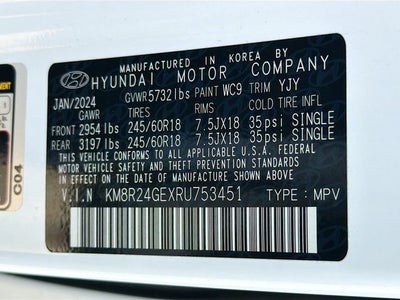 MANUFACTURED IN KOREA BY
HYUNDAI MOTOR COMPANY
JAN/2024 GVWR5732lbs PAINT WC9 TRIM YJY
GAWR TIRES RIMS COLD TIRE INFL
FRONT 2954lbs 245/60R18 7.5JX18 35psi SINGLE
REAR 3197lbs 245/60R18 7.5JX18 35psi SINGLE
THIS VEHICLE CONFORMS TO ALL APPLICABLE U.S.A. FEDERAL
MOTOR VEHICLE SAFETY AND THEFT PREVENTION STANDARDS
IN EFFECT ON THE DATE OF MANUFACTURE SHOWN ABOVE
V.I.N KM8R24GEXRU753451 TYPE : MPV
C04